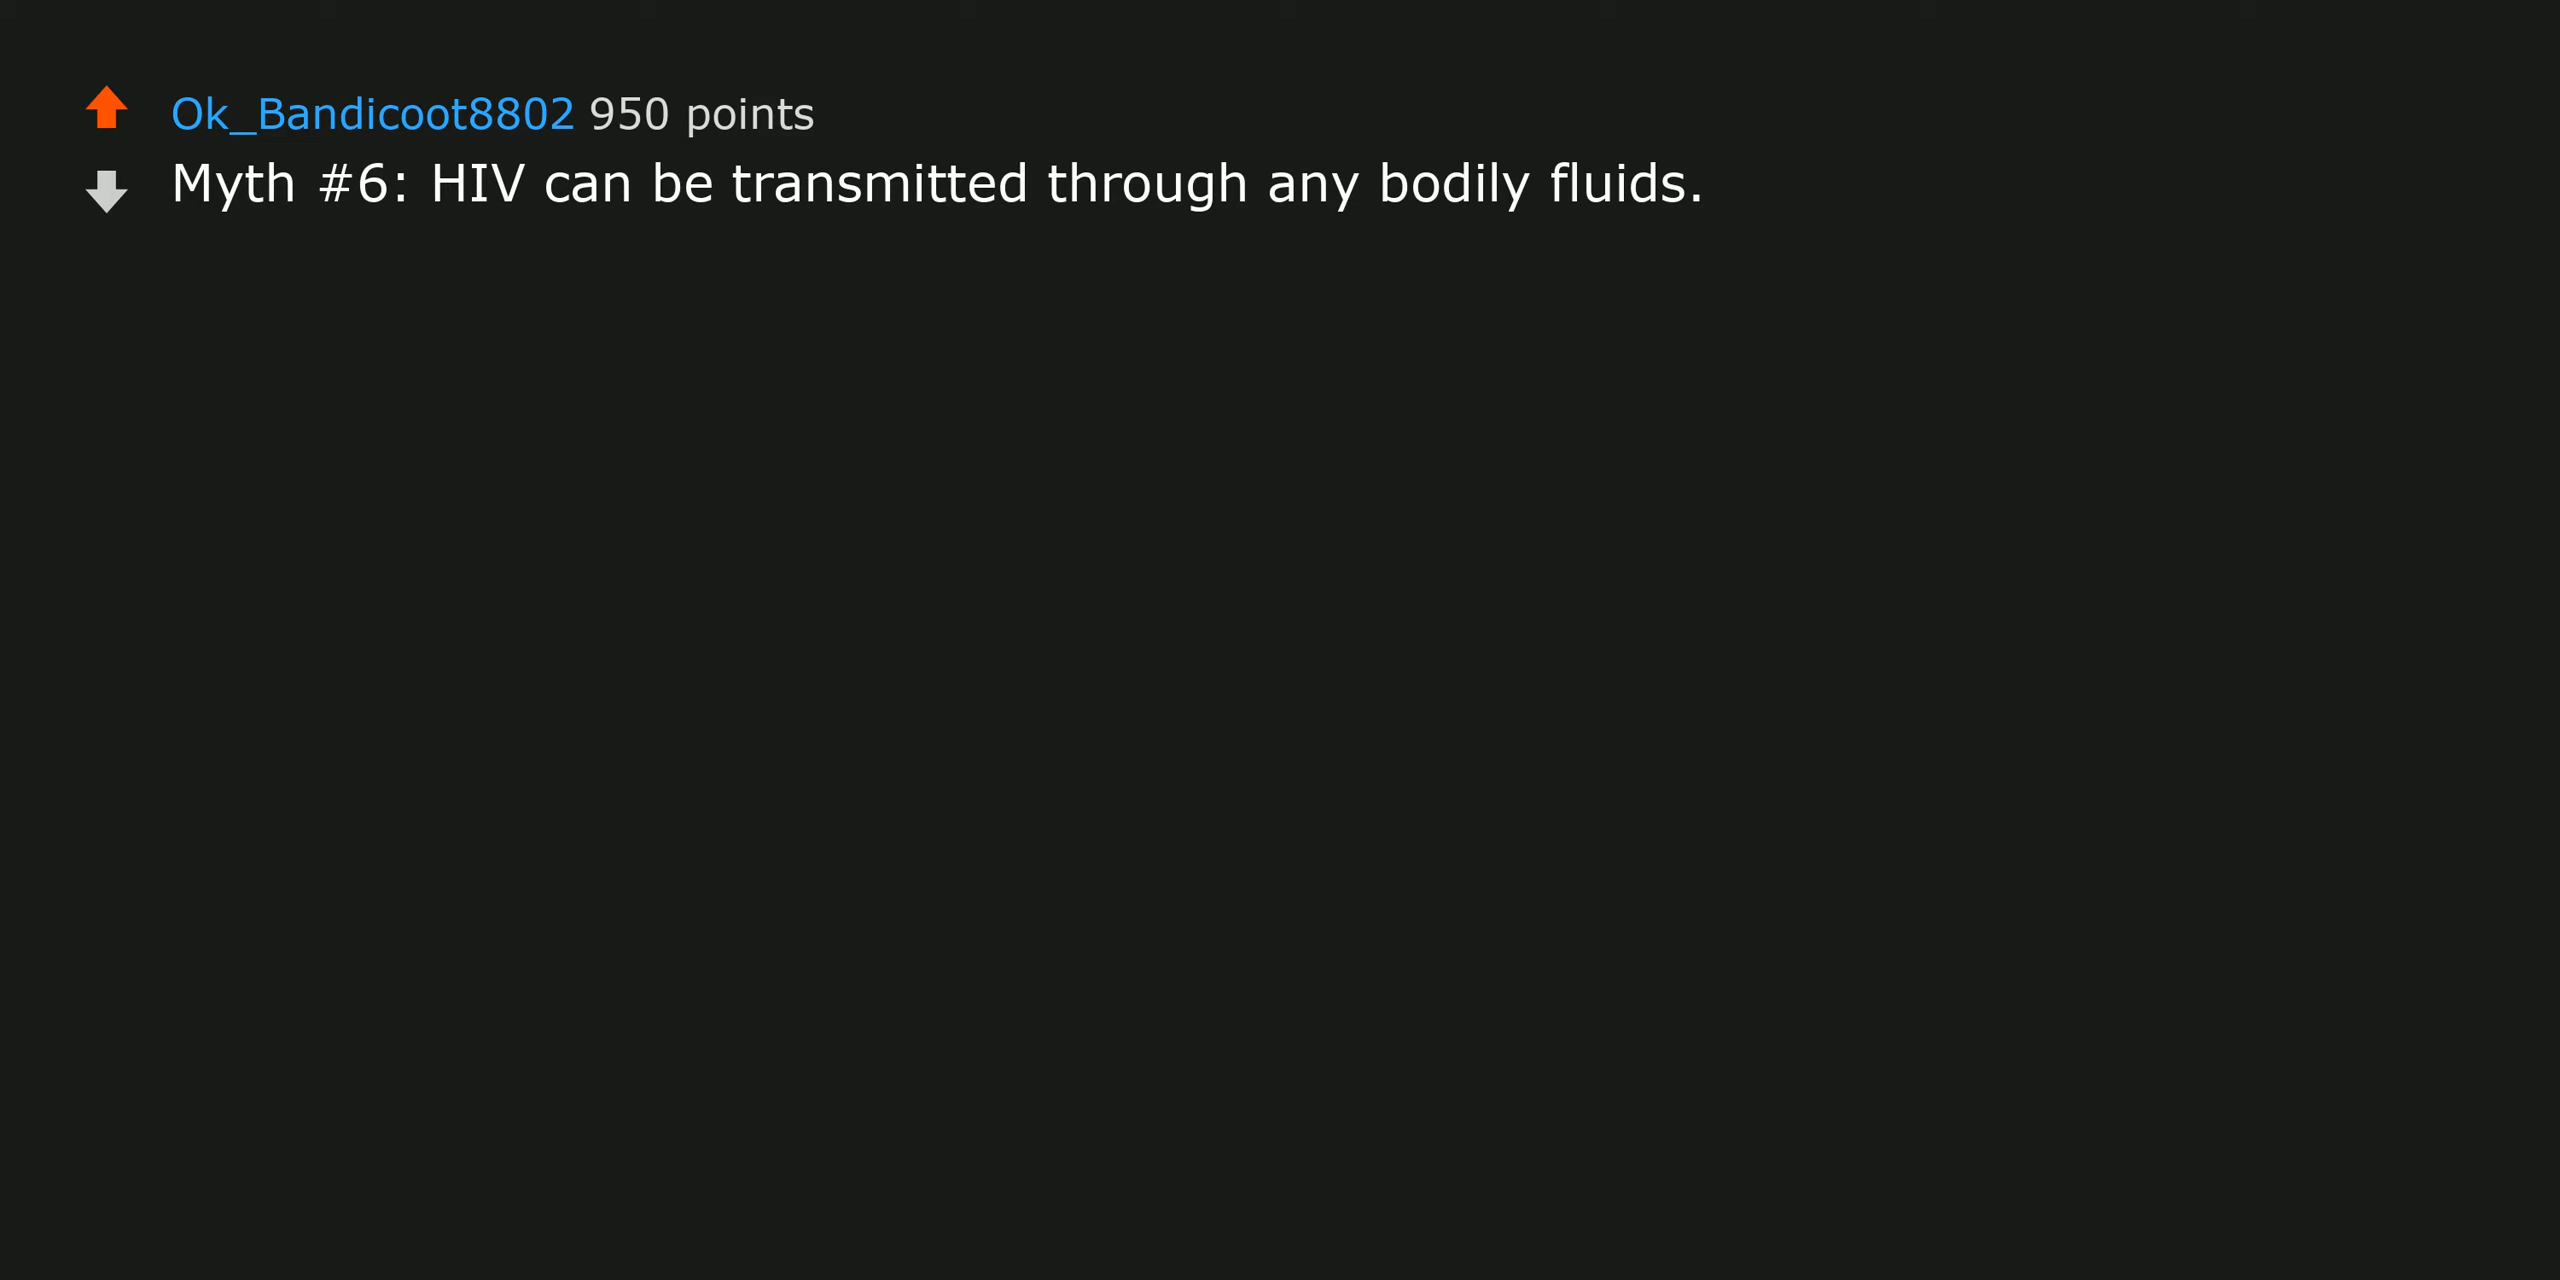 Ok_Bandicoot8802 950 points
Myth #6: HIV can be transmitted through any bodily fluids.